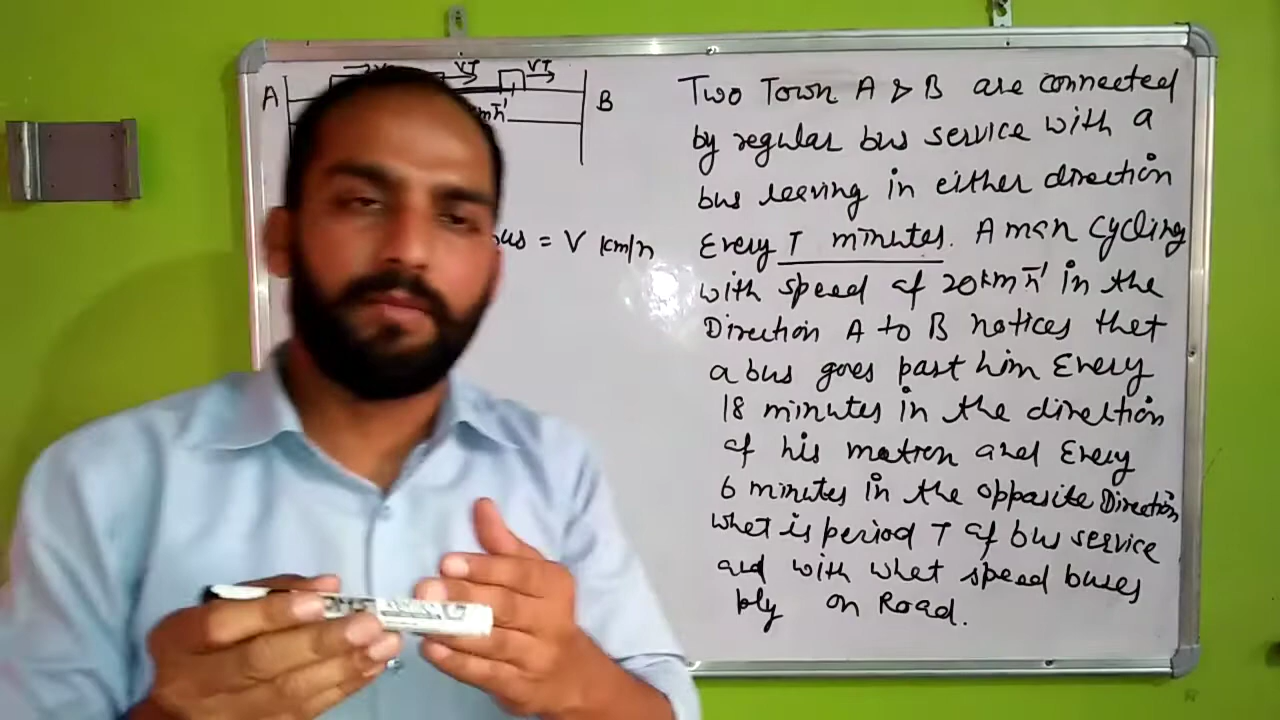 A
VT
VT
B
Two Town A & B are connected
by regular bus service with a
bus leaving in either direction
Every T minutes. A man Cycling
with speed of 20 km h⁻¹ in the
Direction A to B notices that
a bus goes past him Every
18 minutes in the direction
of his motion and Every
6 minutes in the opposite Direction
what is period T of bus service
and with what speed buses
ply on Road.
bus = V km/h